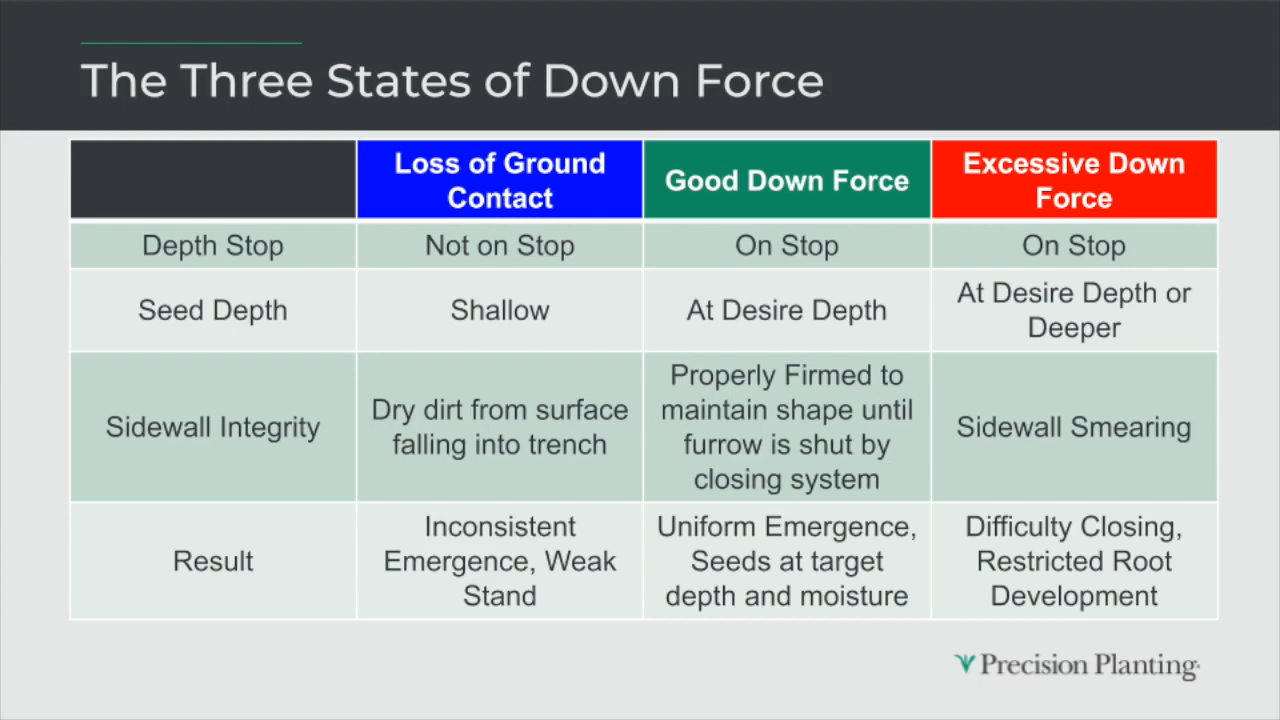 The Three States of Down Force
Loss of Ground
Contact
Good Down Force
Excessive Down
Force
Depth Stop
Not on Stop
On Stop
On Stop
Seed Depth
Shallow
At Desire Depth
At Desire Depth or
Deeper
Sidewall Integrity
Dry dirt from surface
falling into trench
Properly Firmed to
maintain shape until
furrow is shut by
closing system
Sidewall Smearing
Result
Inconsistent
Emergence, Weak
Stand
Uniform Emergence,
Seeds at target
depth and moisture
Difficulty Closing,
Restricted Root
Development
Precision Planting